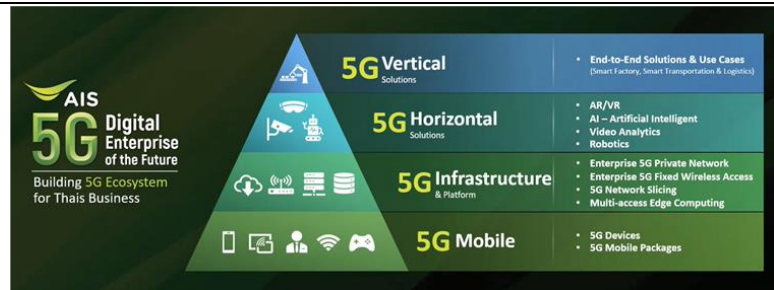 AIS
5G Digital
Enterprise
of the Future
Building 5G Ecosystem
for Thais Business
5G Vertical
Solutions
• End-to-End Solutions & Use Cases
(Smart Factory, Smart Transportation & Logistics)
5G Horizontal
Solutions
• AR/VR
• AI – Artificial Intelligent
• Video Analytics
• Robotics
5G Infrastructure
& Platform
• Enterprise 5G Private Network
• Enterprise 5G Fixed Wireless Access
• 5G Network Slicing
• Multi-access Edge Computing
5G Mobile
• 5G Devices
• 5G Mobile Packages